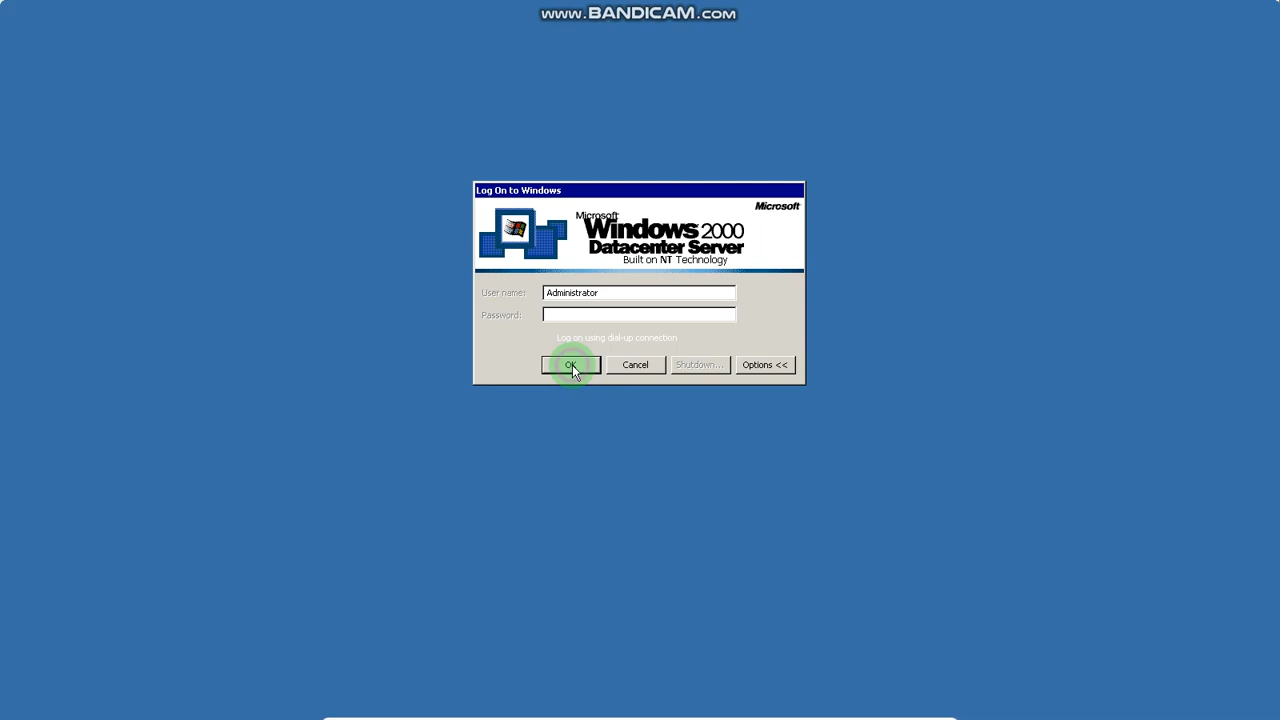 www.BANDICAM.com
Log On to Windows
Microsoft
Microsoft
Windows 2000
Datacenter Server
Built on NT Technology
User name: Administrator
Password:
Log on using dial-up connection
OK Cancel Shutdown... Options <<